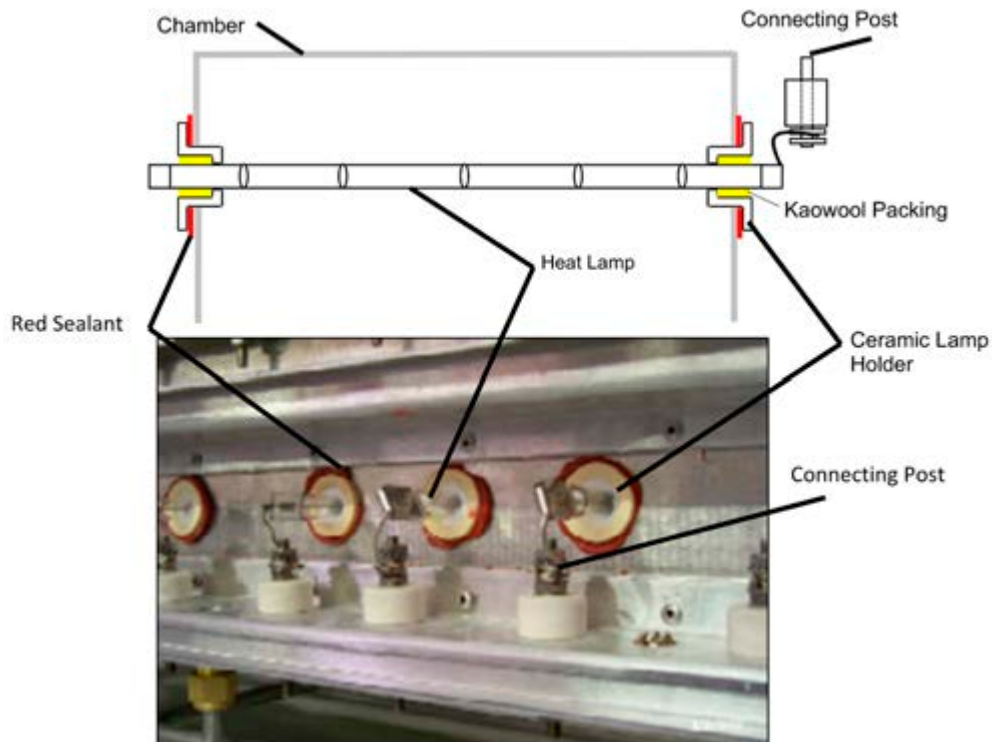 Chamber
Connecting Post
Kaowool Packing
Heat Lamp
Red Sealant
Ceramic Lamp
Holder
Connecting Post